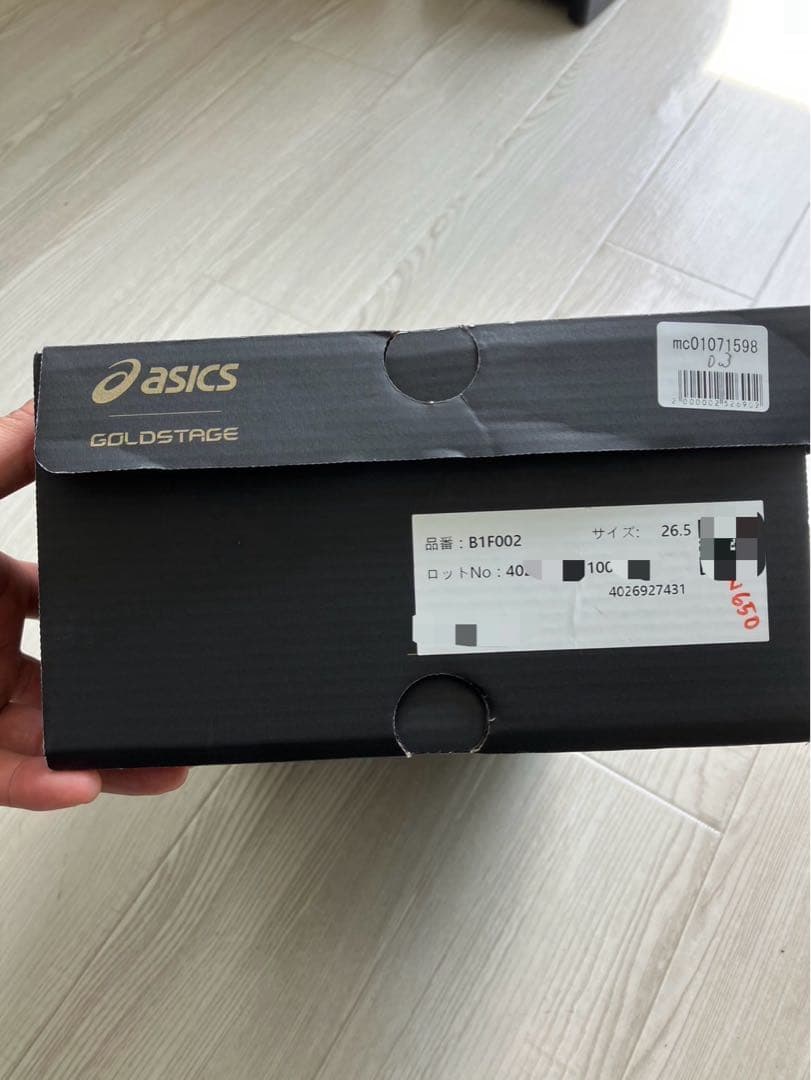 asics
GOLDSTAGE
mc01071598
品番：B1F002
サイズ: 26.5
ロットNo：40 100
4026927431
N650